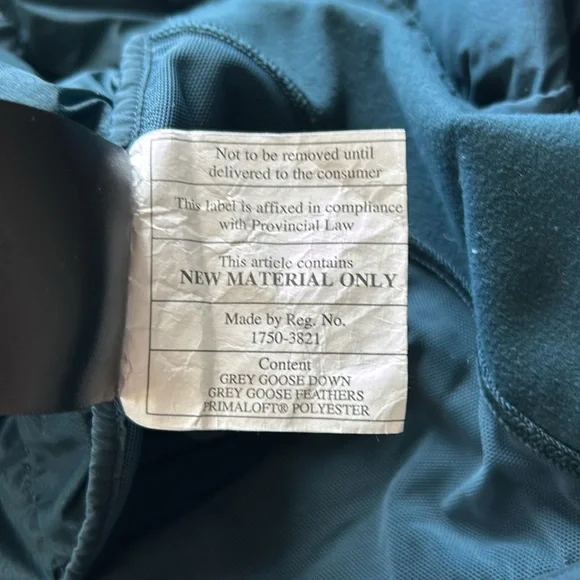 Not to be removed until
delivered to the consumer
This label is affixed in compliance
with Provincial Law
This article contains
NEW MATERIAL ONLY
Made by Reg. No.
1750-3821
Content
GREY GOOSE DOWN
GREY GOOSE FEATHERS
PRIMALOFT® POLYESTER